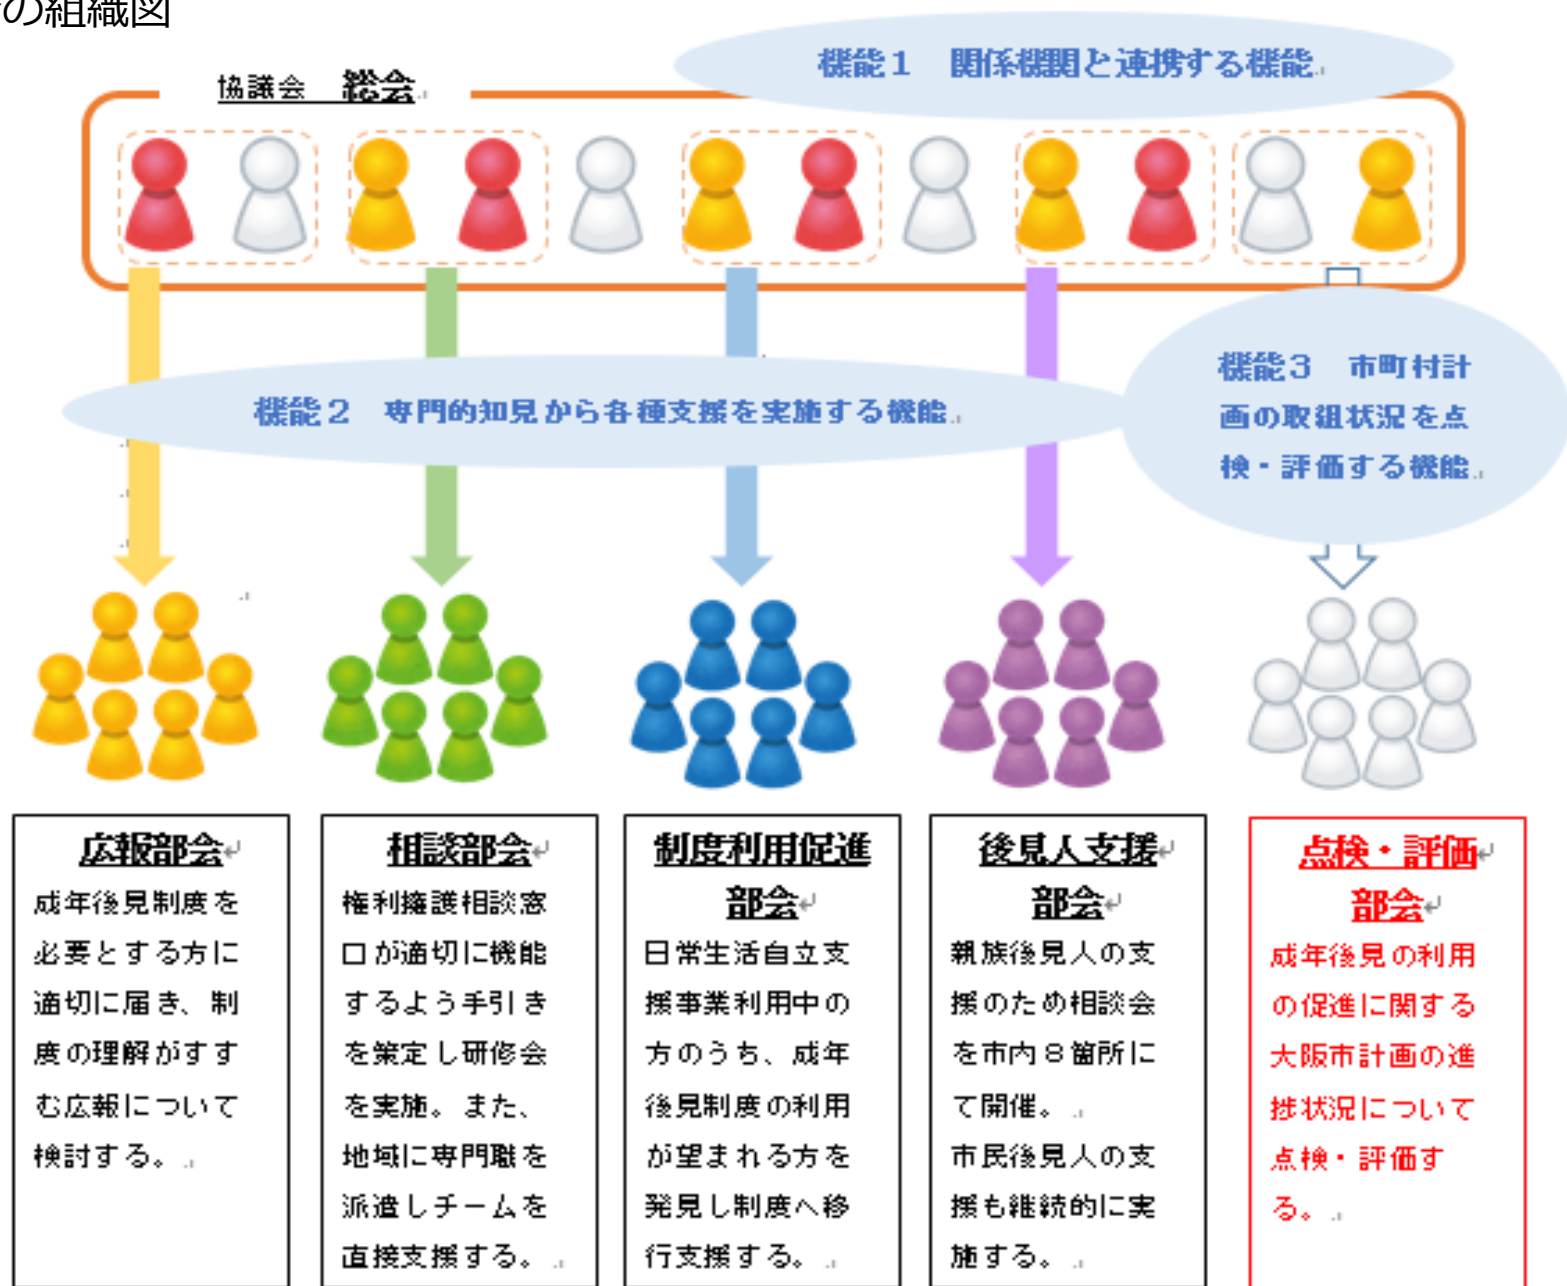 の組織図
機能１　関係機関と連携する機能
協議会　総会
機能２　専門的知見から各種支援を実施する機能
機能３　市町村計
画の取組状況を点
検・評価する機能
広報部会
成年後見制度を
必要とする方に
適切に届き、制
度の理解がすす
む広報について
検討する。
相談部会
権利擁護相談窓
口が適切に機能
するよう手引き
を策定し研修会
を実施。また、
地域に専門職を
派遣しチームを
直接支援する。
制度利用促進
部会
日常生活自立支
援事業利用中の
方のうち、成年
後見制度の利用
が望まれる方を
発見し制度へ移
行支援する。
後見人支援
部会
親族後見人の支
援のため相談会
を市内８箇所に
て開催。
市民後見人の支
援も継続的に実
施する。
点検・評価
部会
成年後見の利用
の促進に関する
大阪市計画の進
捗状況について
点検・評価す
る。